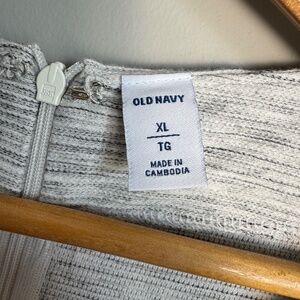 OLD NAVY
XL
TG
MADE IN
CAMBODIA